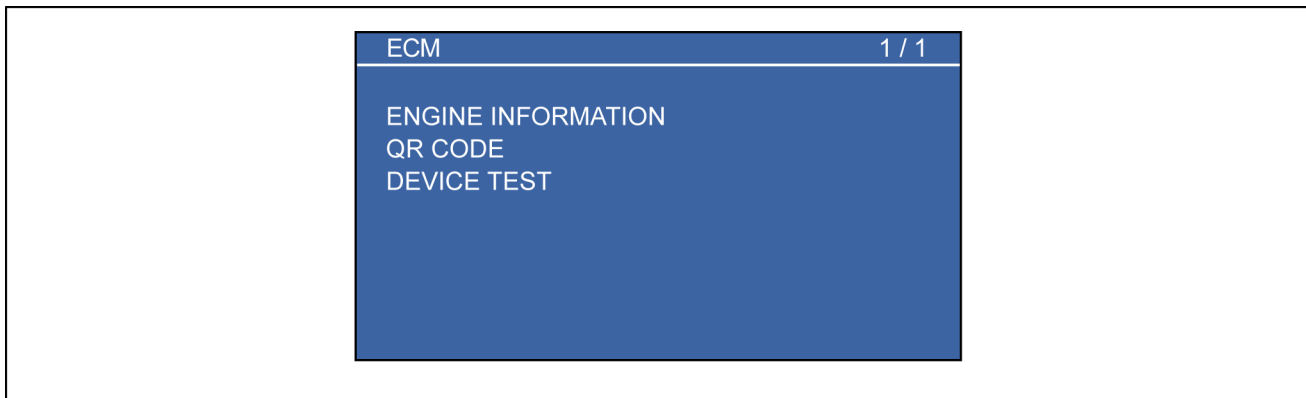 ECM 1 / 1
ENGINE INFORMATION
QR CODE
DEVICE TEST